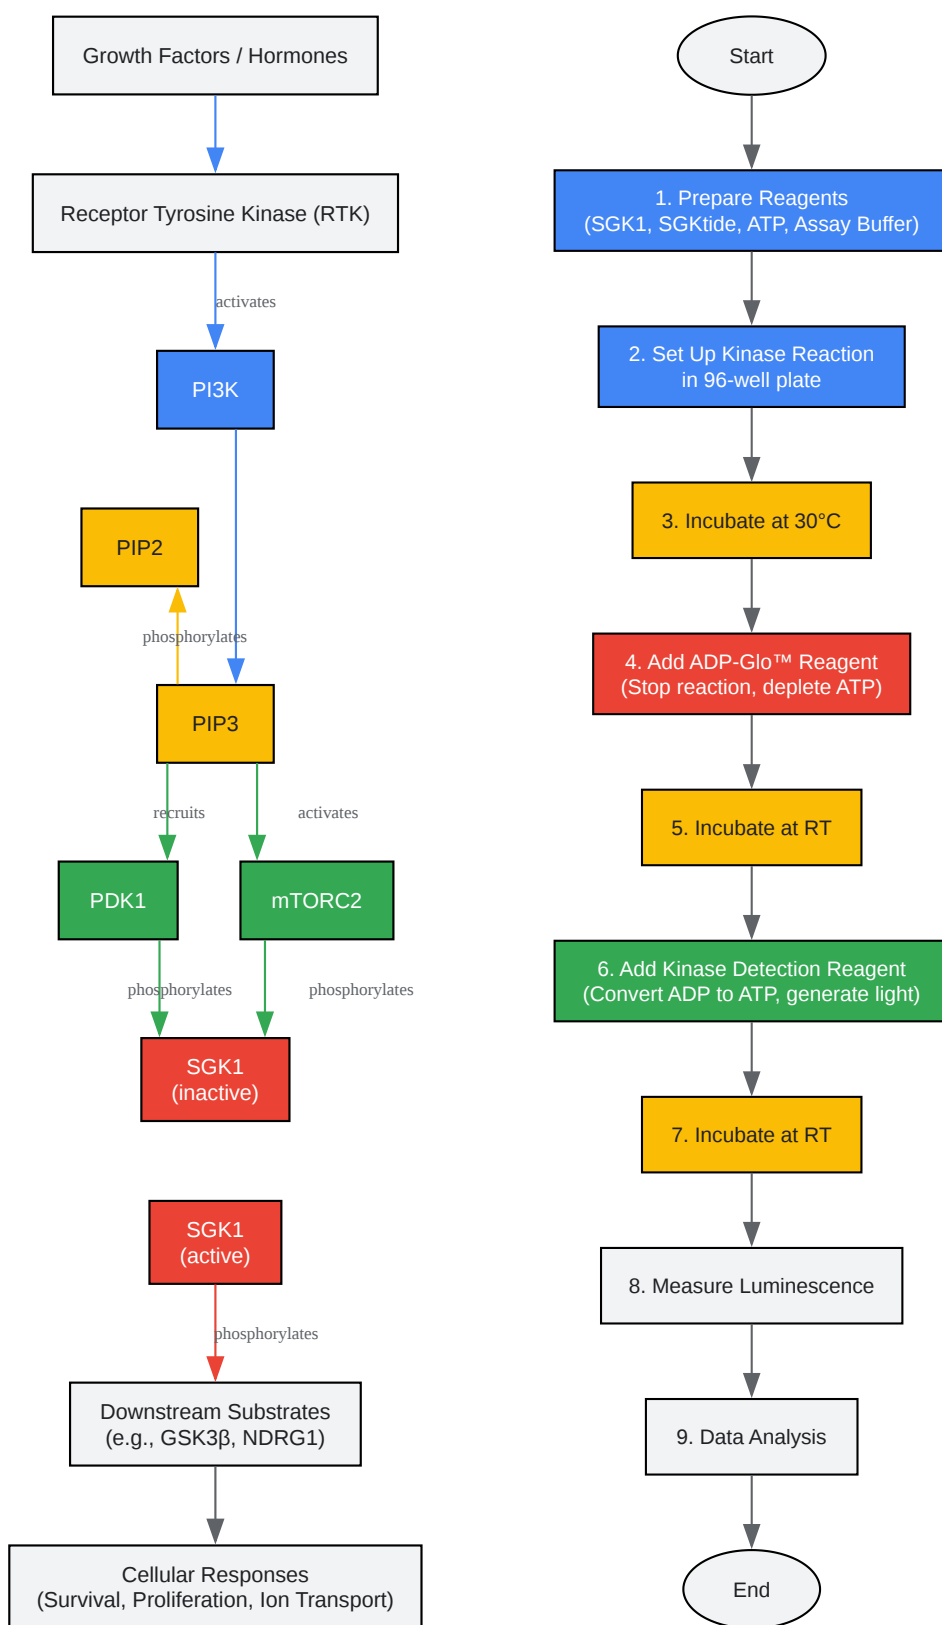 Growth Factors / Hormones
Receptor Tyrosine Kinase (RTK)
activates
PI3K
PIP2
phosphorylates
PIP3
recruits
activates
PDK1
mTORC2
phosphorylates
phosphorylates
SGK1
(inactive)
SGK1
(active)
phosphorylates
Downstream Substrates
(e.g., GSK3β, NDRG1)
Cellular Responses
(Survival, Proliferation, Ion Transport)
Start
1. Prepare Reagents
(SGK1, SGKtide, ATP, Assay Buffer)
2. Set Up Kinase Reaction
in 96-well plate
3. Incubate at 30°C
4. Add ADP-Glo™ Reagent
(Stop reaction, deplete ATP)
5. Incubate at RT
6. Add Kinase Detection Reagent
(Convert ADP to ATP, generate light)
7. Incubate at RT
8. Measure Luminescence
9. Data Analysis
End